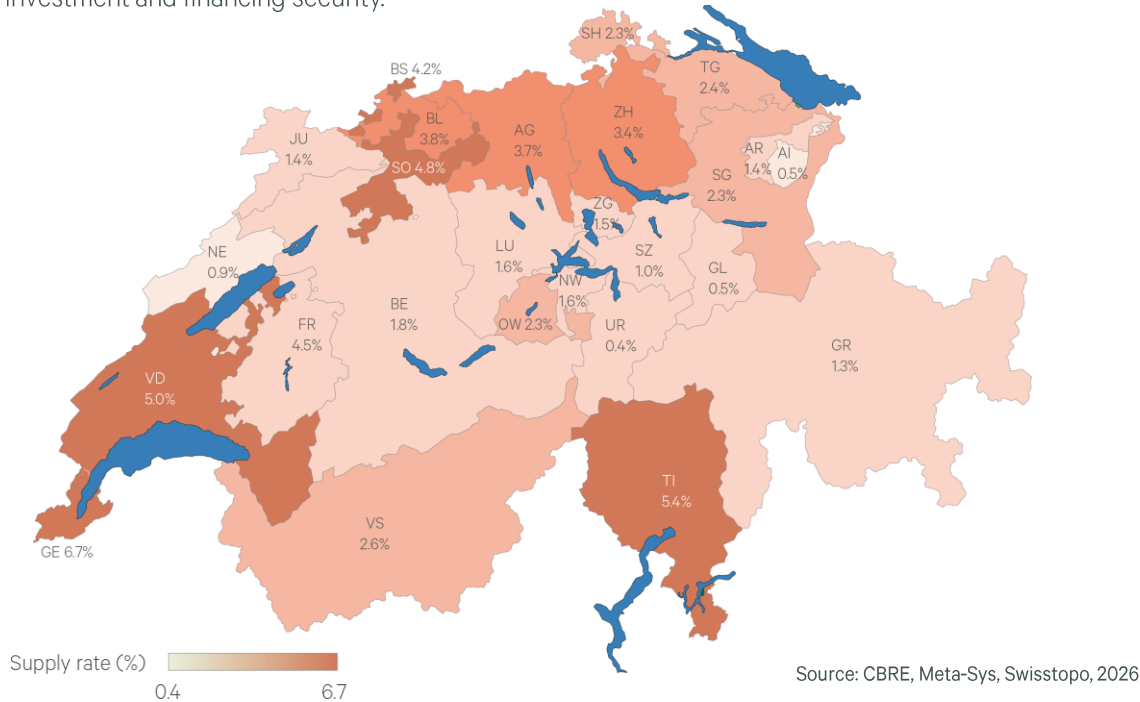 investment and financing security.
SH 2.3%
BS 4.2%
TG
2.4%
BL
3.8%
AG
3.7%
ZH
3.4%
JU
1.4%
SO 4.8%
AR
1.4%
AI
0.5%
SG
2.3%
ZG
1.5%
NE
0.9%
LU
1.6%
SZ
1.0%
GL
0.5%
NW
1.6%
BE
1.8%
FR
4.5%
OW 2.3%
UR
0.4%
GR
1.3%
VD
5.0%
TI
5.4%
VS
2.6%
GE 6.7%
Supply rate (%)
0.4
6.7
Source: CBRE, Meta-Sys, Swisstopo, 2026